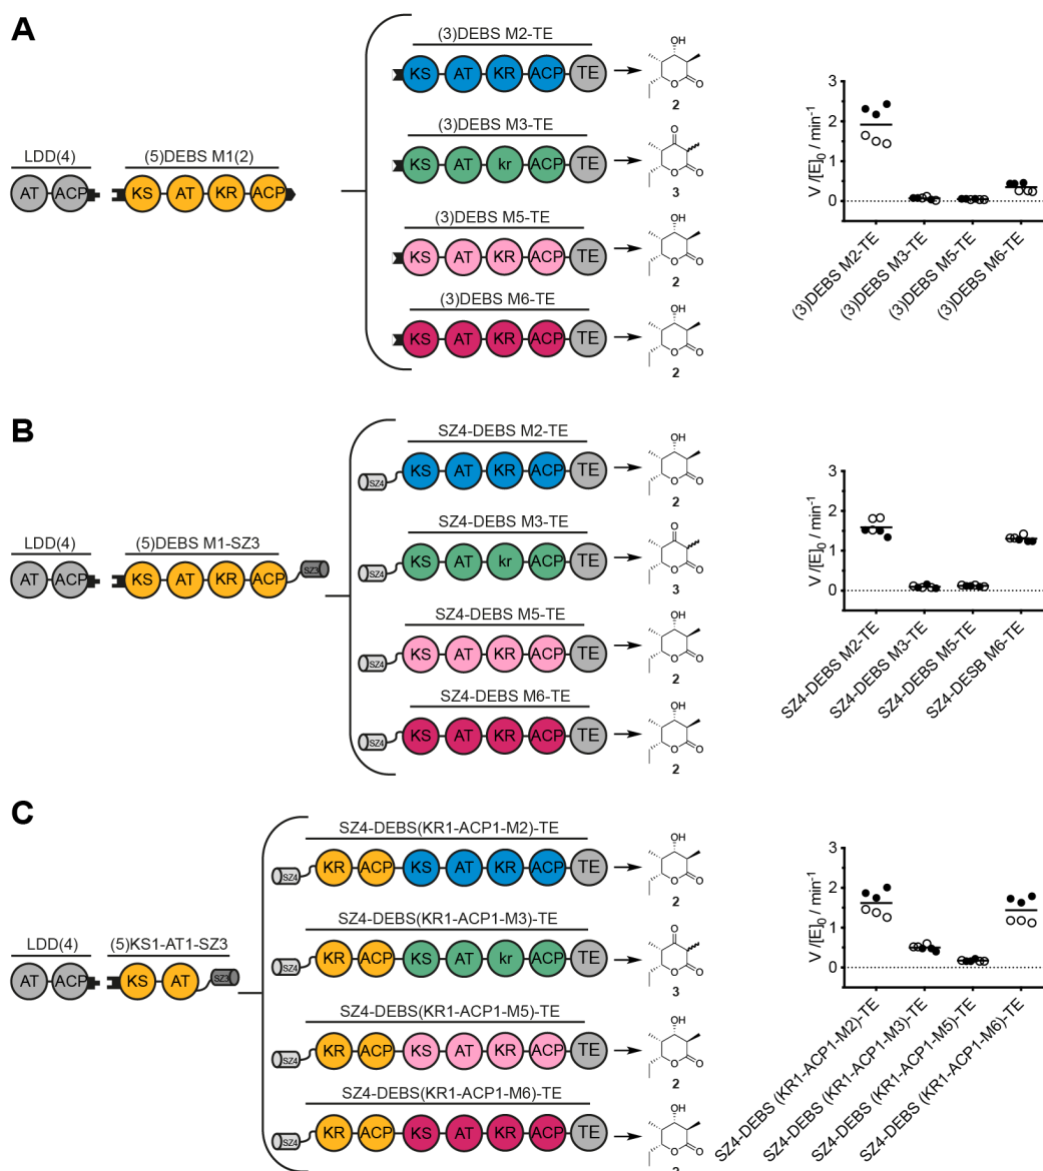 A
(3)DEBS M2-TE
KS AT KR ACP TE
OH
O O
2
(3)DEBS M3-TE
KS AT kr ACP TE
O
O O
3
LDD(4) (5)DEBS M1(2)
AT ACP KS AT KR ACP
(3)DEBS M5-TE
KS AT KR ACP TE
OH
O O
2
(3)DEBS M6-TE
KS AT KR ACP TE
OH
O O
2
V/[E]0 / min-1
3
2
1
0
(3)DEBS M2-TE
(3)DEBS M3-TE
(3)DEBS M5-TE
(3)DEBS M6-TE
B
SZ4-DEBS M2-TE
SZ4 KS AT KR ACP TE
OH
O O
2
SZ4-DEBS M3-TE
SZ4 KS AT kr ACP TE
O
O O
3
LDD(4) (5)DEBS M1-SZ3
AT ACP KS AT KR ACP SZ3
SZ4-DEBS M5-TE
SZ4 KS AT KR ACP TE
OH
O O
2
SZ4-DEBS M6-TE
SZ4 KS AT KR ACP TE
OH
O O
2
V/[E]0 / min-1
3
2
1
0
SZ4-DEBS M2-TE
SZ4-DEBS M3-TE
SZ4-DEBS M5-TE
SZ4-DESB M6-TE
C
SZ4-DEBS(KR1-ACP1-M2)-TE
SZ4 KR ACP KS AT KR ACP TE
OH
O O
2
SZ4-DEBS(KR1-ACP1-M3)-TE
SZ4 KR ACP KS AT kr ACP TE
O
O O
3
LDD(4) (5)KS1-AT1-SZ3
AT ACP KS AT SZ3
SZ4-DEBS(KR1-ACP1-M5)-TE
SZ4 KR ACP KS AT KR ACP TE
OH
O O
2
SZ4-DEBS(KR1-ACP1-M6)-TE
SZ4 KR ACP KS AT KR ACP TE
OH
O O
2
V/[E]0 / min-1
3
2
1
0
SZ4-DEBS (KR1-ACP1-M2)-TE
SZ4-DEBS (KR1-ACP1-M3)-TE
SZ4-DEBS (KR1-ACP1-M5)-TE
SZ4-DEBS (KR1-ACP1-M6)-TE